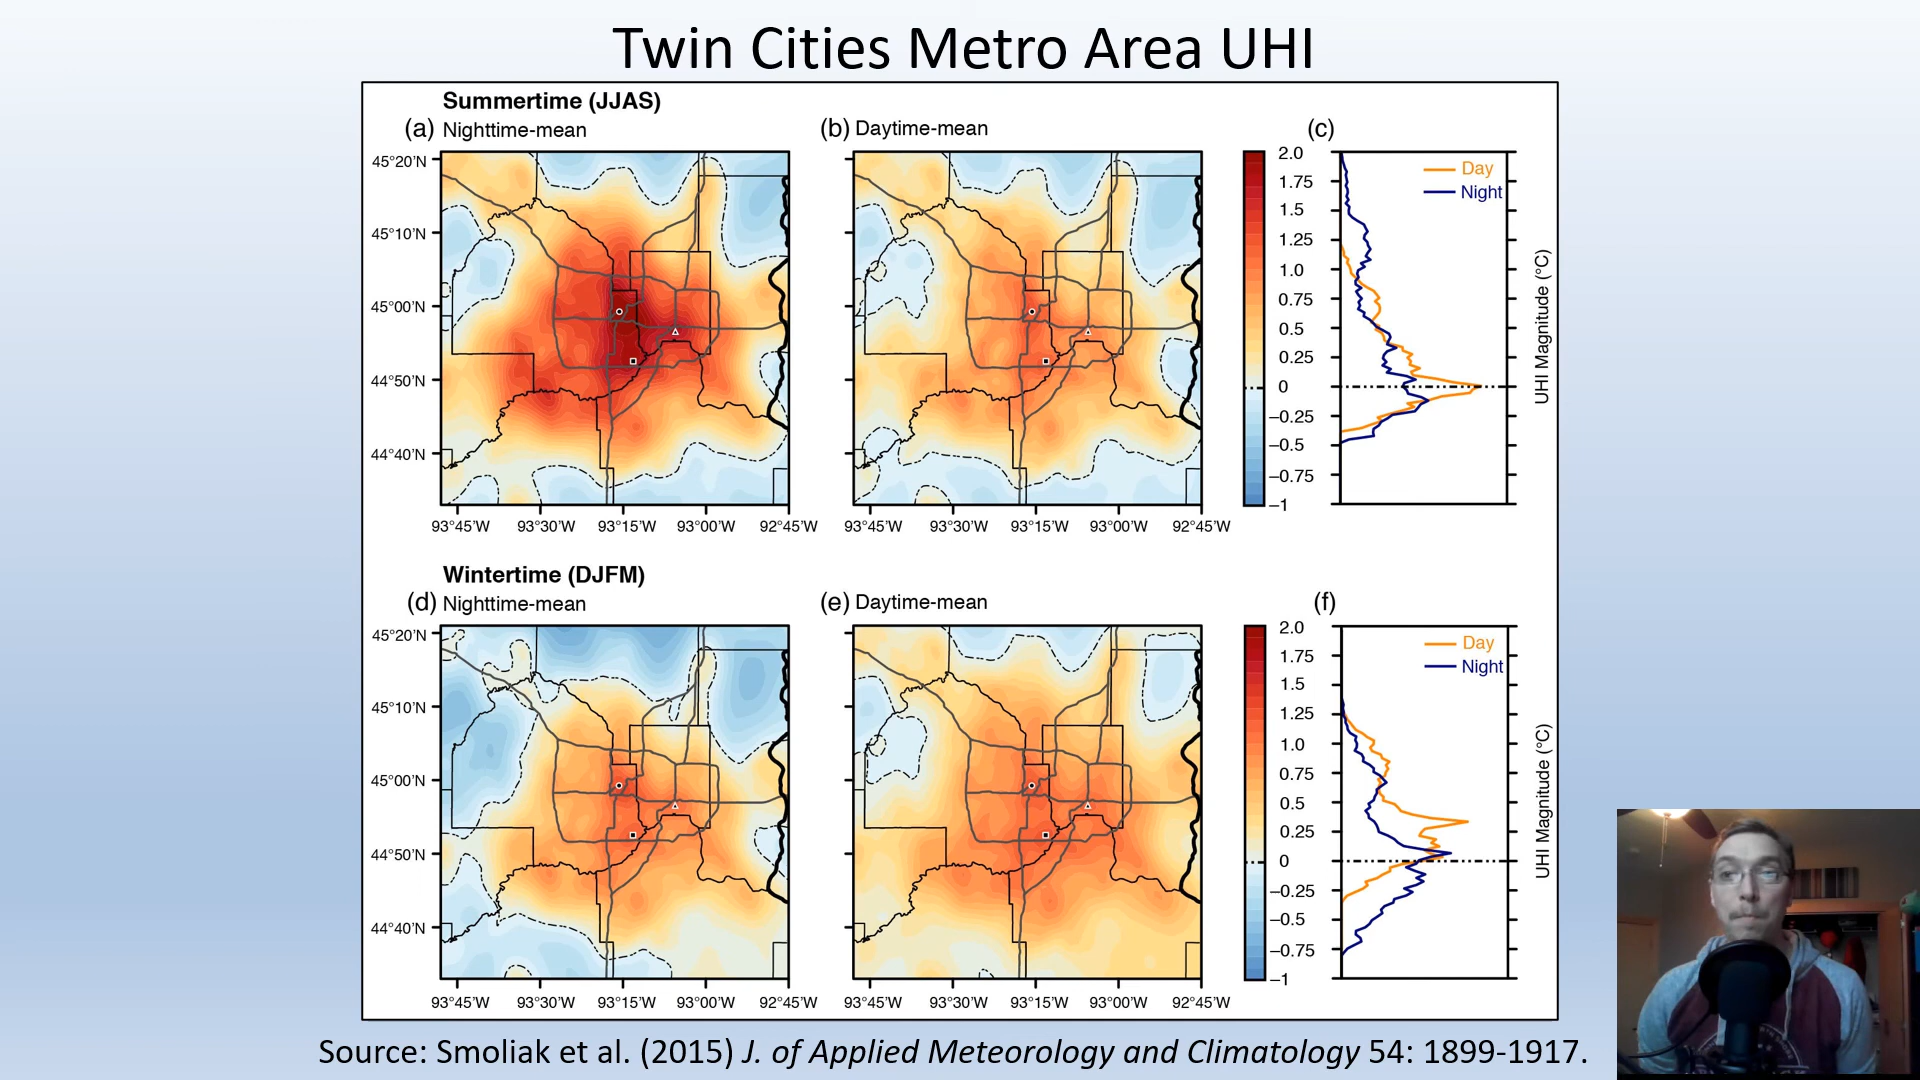 Twin Cities Metro Area UHI
Summertime (JJAS)
(a) Nighttime-mean
(b) Daytime-mean
(c)
45°20'N
45°10'N
45°00'N
44°50'N
44°40'N
93°45'W 93°30'W 93°15'W 93°00'W 92°45'W
93°45'W 93°30'W 93°15'W 93°00'W 92°45'W
2.0
1.75
1.5
1.25
1.0
0.75
0.5
0.25
0
−0.25
−0.5
−0.75
−1
Day
Night
UHI Magnitude (°C)
Wintertime (DJFM)
(d) Nighttime-mean
(e) Daytime-mean
(f)
45°20'N
45°10'N
45°00'N
44°50'N
44°40'N
93°45'W 93°30'W 93°15'W 93°00'W 92°45'W
93°45'W 93°30'W 93°15'W 93°00'W 92°45'W
2.0
1.75
1.5
1.25
1.0
0.75
0.5
0.25
0
−0.25
−0.5
−0.75
−1
Day
Night
UHI Magnitude (°C)
Source: Smoliak et al. (2015) J. of Applied Meteorology and Climatology 54: 1899-1917.